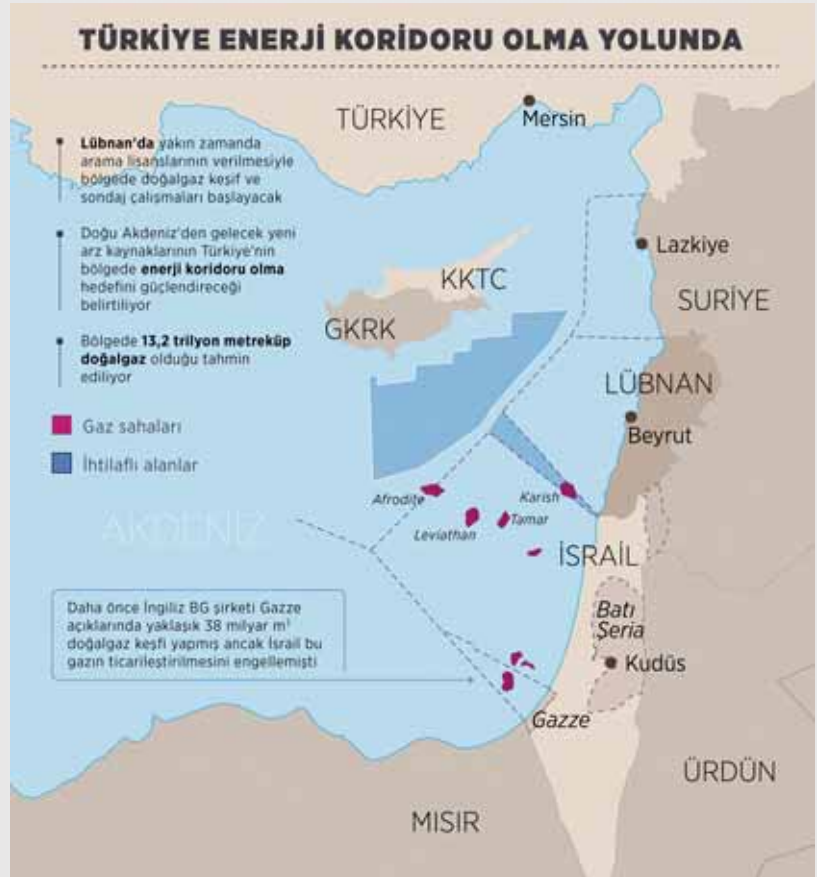 TÜRKİYE ENERJİ KORİDORU OLMA YOLUNDA
TÜRKİYE
Mersin
Lübnan'da yakın zamanda
arama lisanslarının verilmesiyle
bölgede doğalgaz keşif ve
sondaj çalışmaları başlayacak
Doğu Akdeniz'den gelecek yeni
arz kaynaklarının Türkiye'nin
bölgede enerji koridoru olma
hedefini güçlendireceği
belirtiliyor
Bölgede 13,2 trilyon metreküp
doğalgaz olduğu tahmin
ediliyor
Gaz sahaları
İhtilaflı alanlar
Lazkiye
KKTC
SURİYE
GKRK
LÜBNAN
Beyrut
Afrodite
Karish
Leviathan
Tamar
AKDENİZ
İSRAİL
Batı
Şeria
Kudüs
Daha önce İngiliz BG şirketi Gazze
açıklarında yaklaşık 38 milyar m³
doğalgaz keşfi yapmış ancak İsrail bu
gazın ticarileştirilmesini engellemişti
Gazze
ÜRDÜN
MISIR